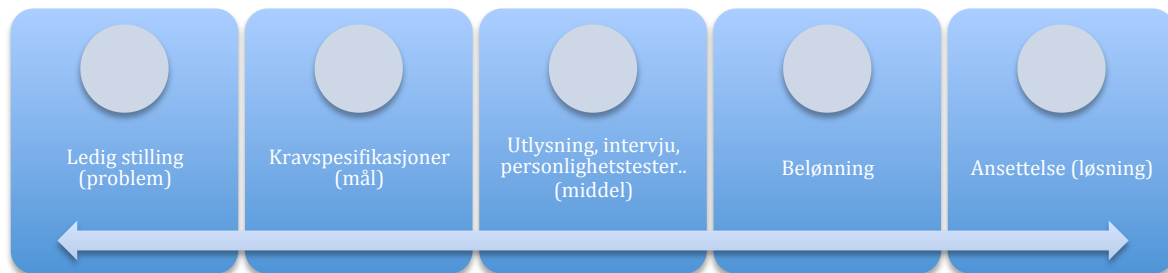 Ledig stilling
(problem)
Kravspesifikasjoner
(mål)
Utlysning, intervju,
personlighetstester..
(middel)
Belønning
Ansettelse (løsning)